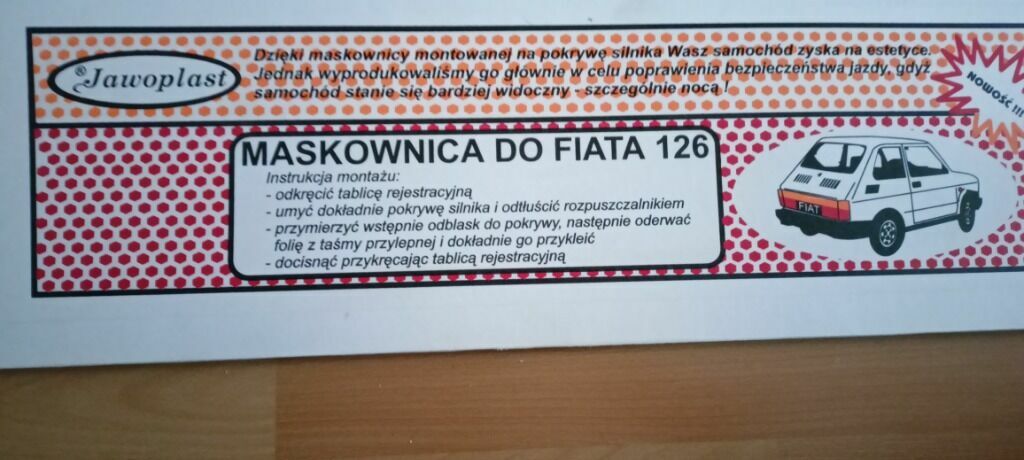 ®Jawoplast
Dzięki maskownicy montowanej na pokrywę silnika Wasz samochód zyska na estetyce.
Jednak wyprodukowaliśmy go głównie w celu poprawienia bezpieczeństwa jazdy, gdyż
samochód stanie się bardziej widoczny - szczególnie nocą !
NOWOŚĆ !!!
MASKOWNICA DO FIATA 126
Instrukcja montażu:
- odkręcić tablicę rejestracyjną
- umyć dokładnie pokrywę silnika i odtłuścić rozpuszczalnikiem
- przymierzyć wstępnie odblask do pokrywy, następnie oderwać
folię z taśmy przylepnej i dokładnie go przykleić
- docisnąć przykręcając tablicą rejestracyjną
FIAT